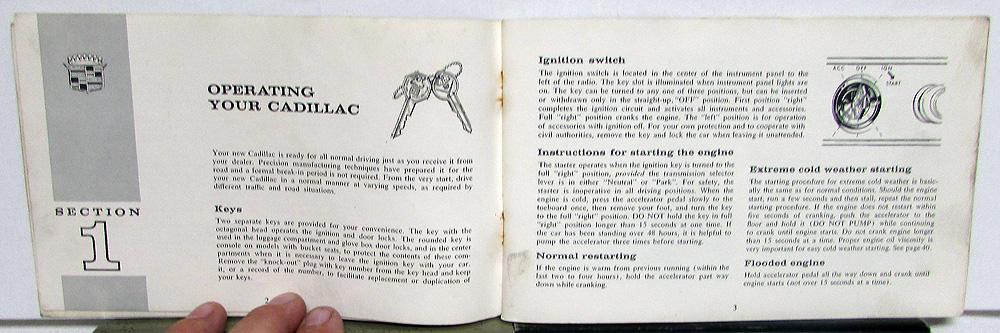 OPERATING
YOUR CADILLAC
Your new Cadillac is ready for all normal driving just as you receive it from
your dealer. Precision manufacturing techniques have prepared it for the
road and a formal break-in period is not required. From the very start, drive
your new Cadillac in a normal manner at varying speeds, as required by
different traffic and road situations.
SECTION
1
Keys
Two separate keys are provided for your convenience. The key with the
octagonal head operates the ignition and door locks. The rounded key is
used in the luggage compartment and glove box door locks, and in the center
console on models with bucket seats, to protect the contents of these com-
partments when it is necessary to leave the ignition key with your car.
Remove the "knock-out" plug with key number from the key head and keep
it, or a record of the number, to facilitate replacement or duplication of
your keys.
2
Ignition switch
The ignition switch is located in the center of the instrument panel to the
left of the radio. The key slot is illuminated when instrument panel lights are
on. The key can be turned to any one of three positions, but can be inserted
or withdrawn only in the straight-up, "OFF" position. First position "right"
completes the ignition circuit and activates all instruments and accessories.
Full "right" position cranks the engine. The "left" position is for operation
of accessories with ignition off. For your own protection and to cooperate with
civil authorities, remove the key and lock the car when leaving it unattended.
ACC OFF IGN
START
Instructions for starting the engine
The starter operates when the ignition key is turned to the
full "right" position, provided the transmission selector
lever is in either "Neutral" or "Park". For safety, the
starter is inoperative in all driving positions. When the
engine is cold, press the accelerator pedal slowly to the
toeboard once, then remove your foot, and turn the key
to the full "right" position. DO NOT hold the key in full
"right" position longer than 15 seconds at one time. If
the car has been standing over 48 hours, it is helpful to
pump the accelerator three times before starting.
Normal restarting
If the engine is warm from previous running (within the
last two to four hours), hold the accelerator part way
down while cranking.
Extreme cold weather starting
The starting procedure for extreme cold weather is basic-
ally the same as for normal conditions. Should the engine
start, run a few seconds and then stall, repeat the normal
starting procedure. If the engine does not restart within
five seconds of cranking, push the accelerator to the
floor and hold it (DO NOT PUMP) while continuing
to crank until engine starts. Do not crank engine longer
than 15 seconds at a time. Proper engine oil viscosity is
very important for easy cold weather starting. See page 40.
Flooded engine
Hold accelerator pedal all the way down and crank until
engine starts (not over 15 seconds at a time).
3